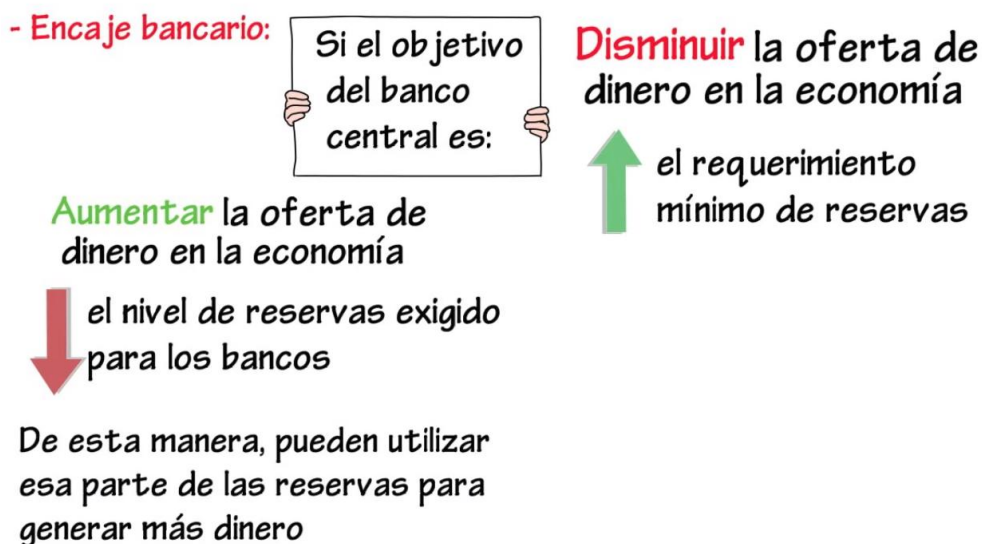 - Encaje bancario:
Si el objetivo
del banco
central es:
Aumentar la oferta de
dinero en la economía
el nivel de reservas exigido
para los bancos
De esta manera, pueden utilizar
esa parte de las reservas para
generar más dinero
Disminuir la oferta de
dinero en la economía
el requerimiento
mínimo de reservas